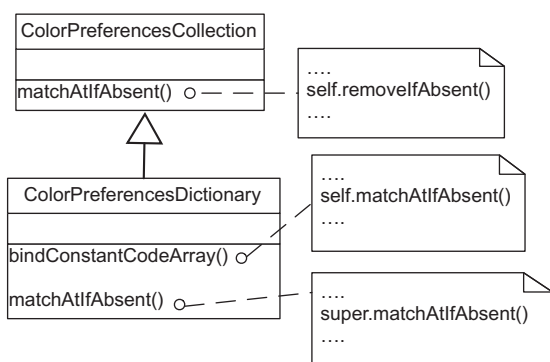 ColorPreferencesCollection
matchAtIfAbsent()
....
self.removeIfAbsent()
....
ColorPreferencesDictionary
bindConstantCodeArray()
matchAtIfAbsent()
....
self.matchAtIfAbsent()
....
....
super.matchAtIfAbsent()
....